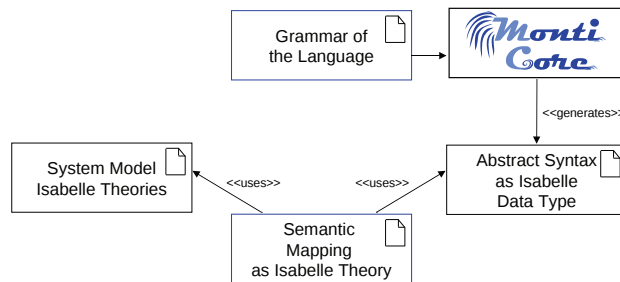 Grammar of
the Language
Monti
Core
<<generates>>
System Model
Isabelle Theories
<<uses>>
<<uses>>
Abstract Syntax
as Isabelle
Data Type
Semantic
Mapping
as Isabelle Theory